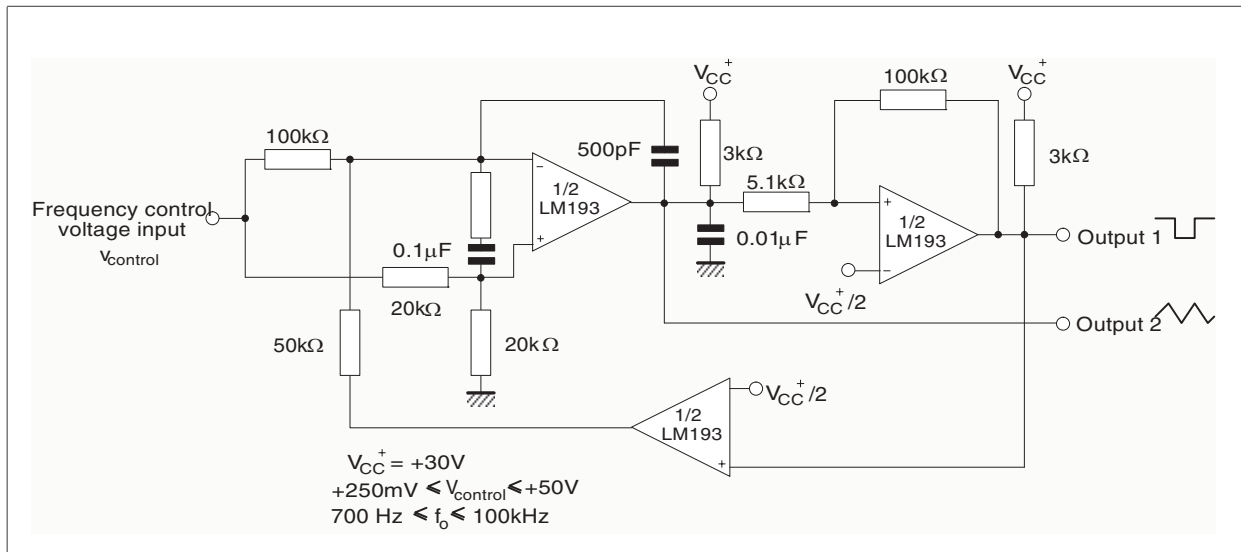 V_CC^+
100kΩ
V_CC^+
100kΩ
500pF
3kΩ
3kΩ
5.1kΩ
−
1/2
LM193
+
+
1/2
LM193
−
Frequency control
voltage input
v_control
0.1µF
0.01µF
Output 1
V_CC^+/2
20kΩ
Output 2
50kΩ
20kΩ
V_CC^+/2
1/2
LM193
+
V_CC^+ = +30V
+250mV ⩽ V_control ⩽ +50V
700 Hz ⩽ f_o ⩽ 100kHz